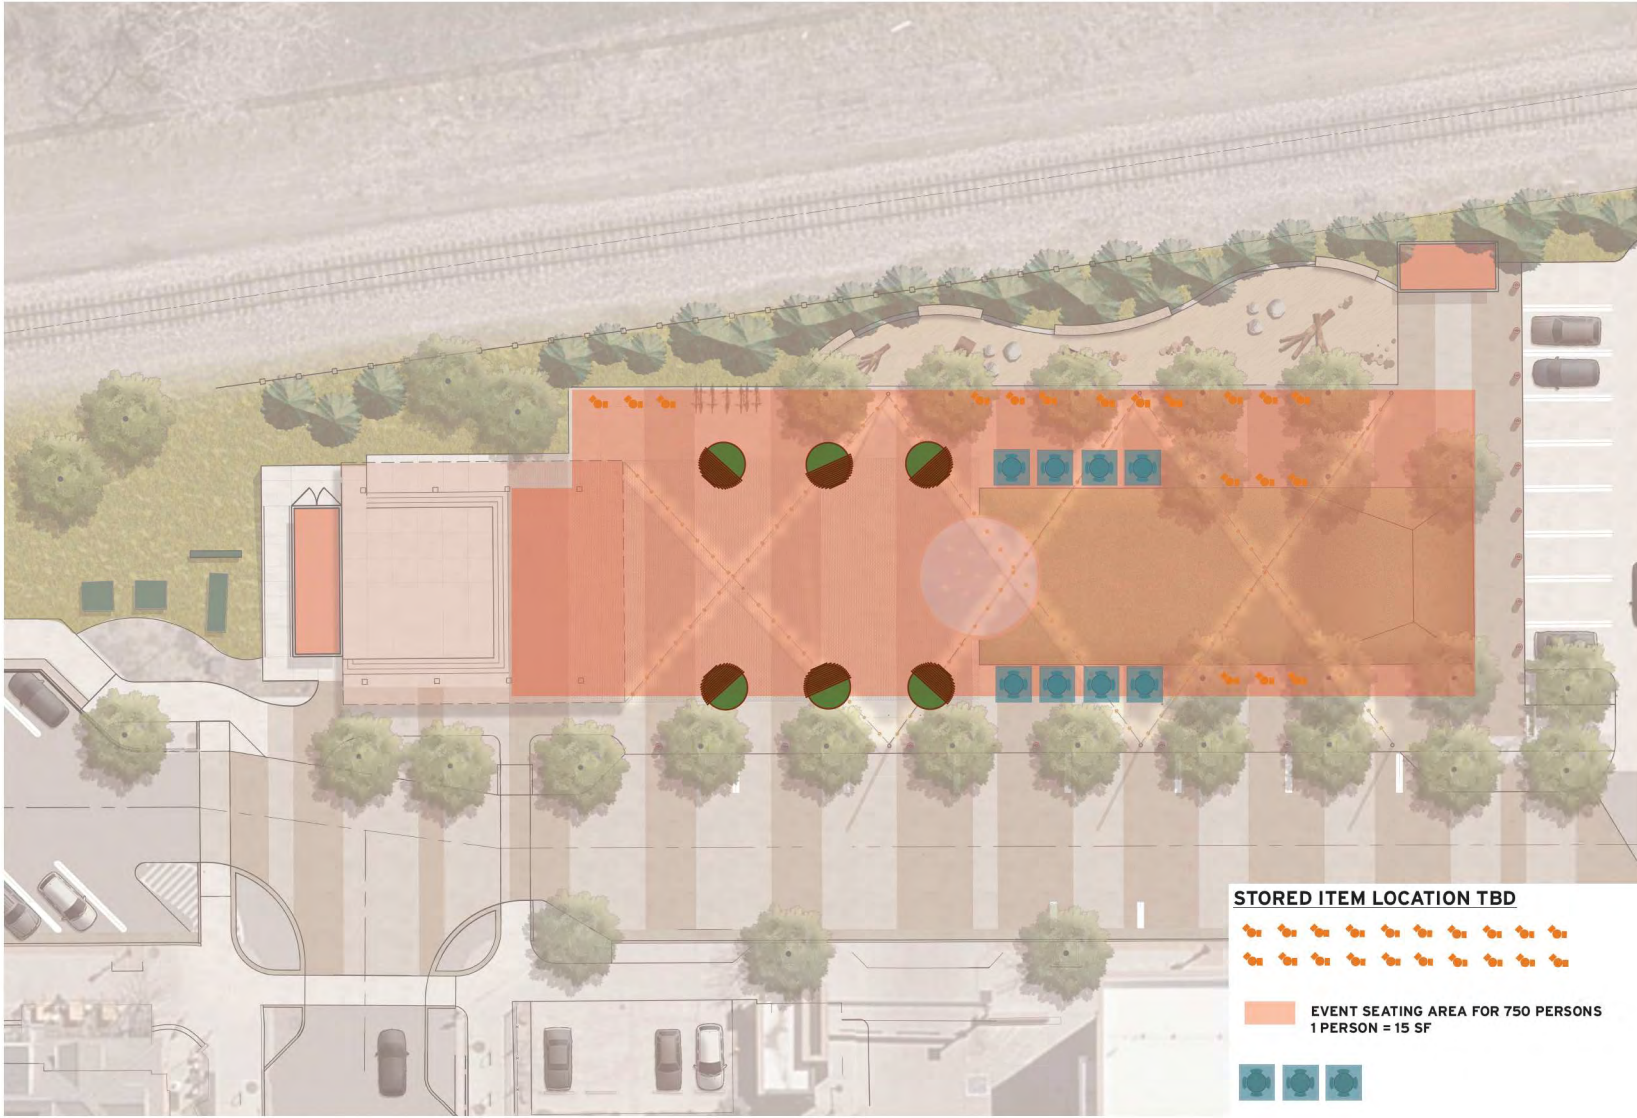 STORED ITEM LOCATION TBD
EVENT SEATING AREA FOR 750 PERSONS
1 PERSON = 15 SF